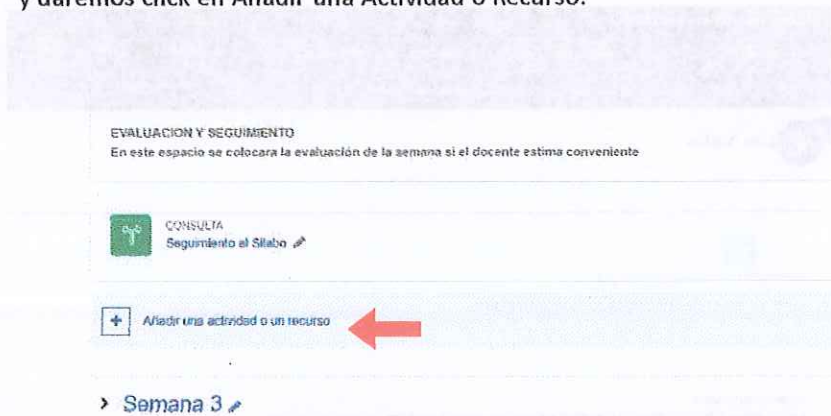 y daremos click en Añadir una Actividad o Recurso.
EVALUACION Y SEGUIMIENTO
En este espacio se colocara la evaluación de la semana si el docente estima conveniente
CONSULTA
Seguimiento al Sílabo
Añadir una actividad o un recurso
Semana 3